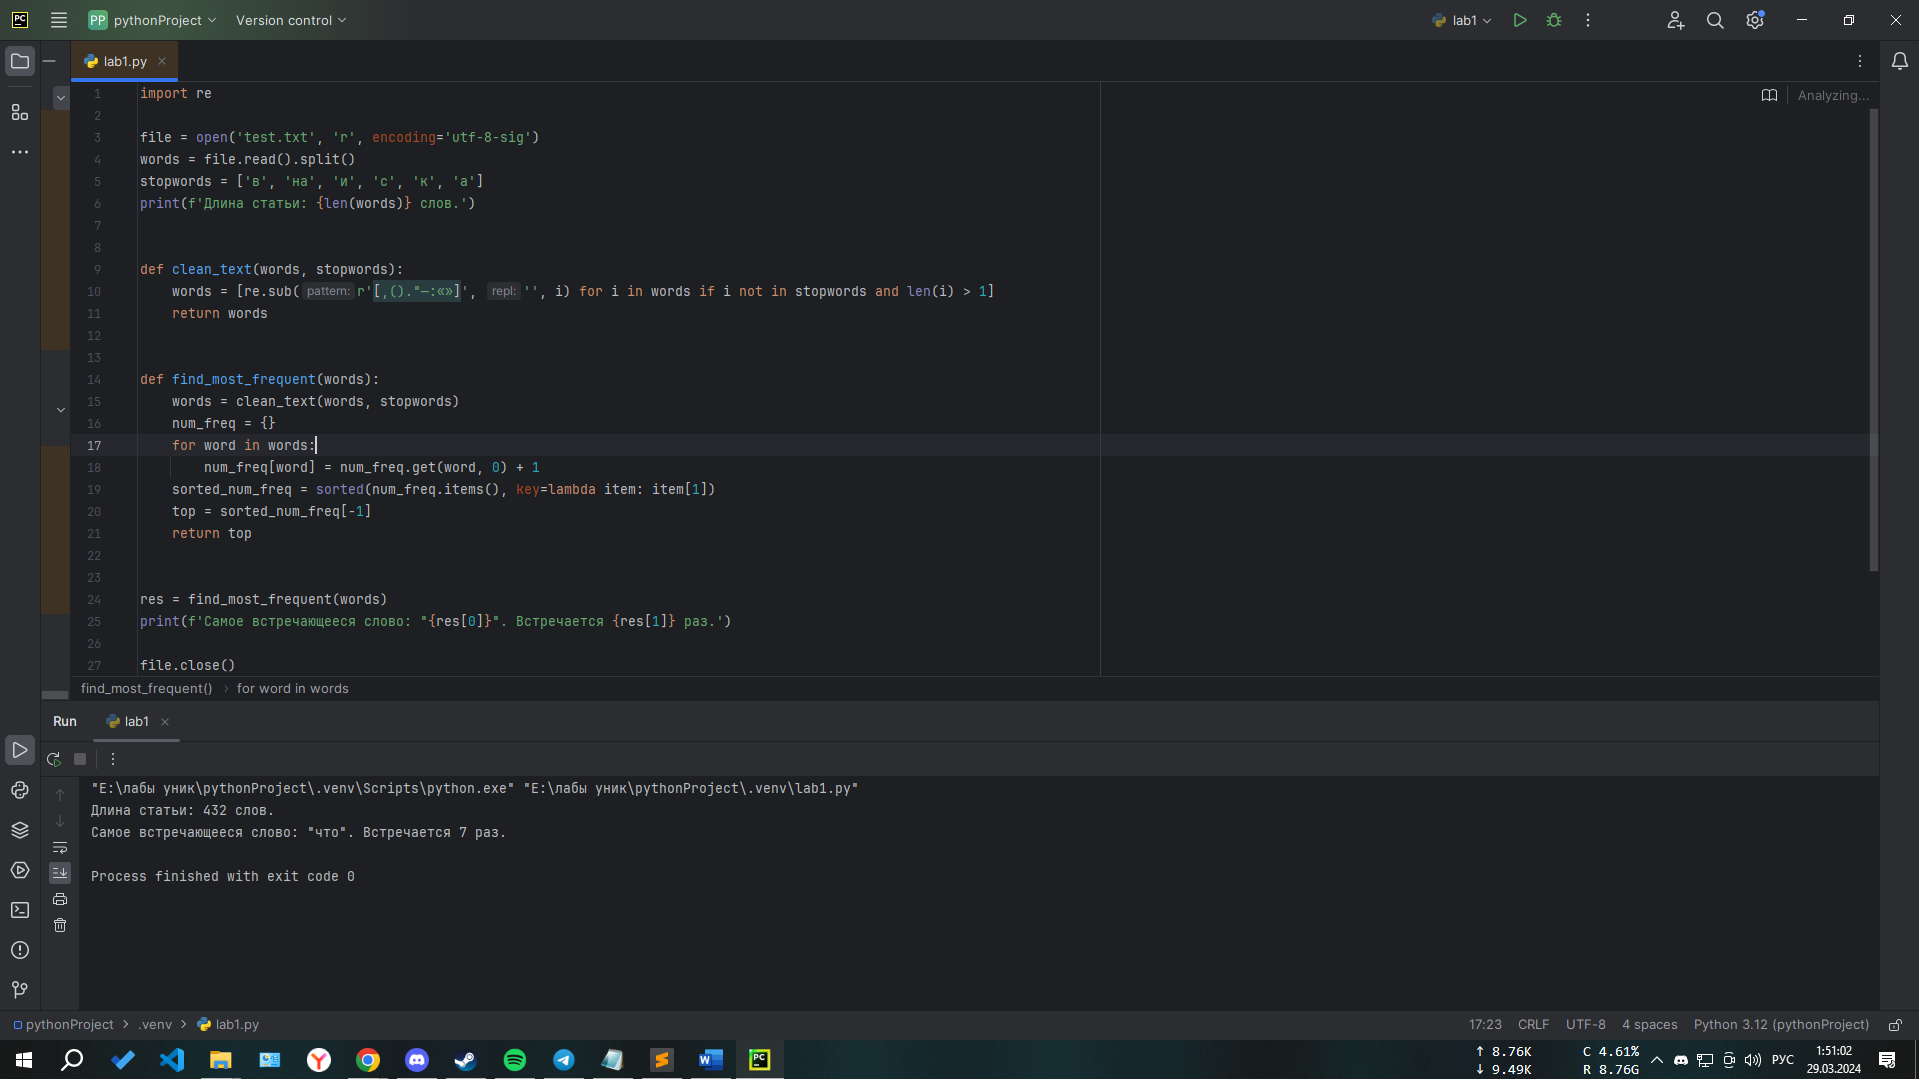 PC
PP pythonProject
Version control
lab1
lab1.py
Analyzing...
1 import re
2
3 file = open('test.txt', 'r', encoding='utf-8-sig')
4 words = file.read().split()
5 stopwords = ['в', 'на', 'и', 'с', 'к', 'а']
6 print(f'Длина статьи: {len(words)} слов.')
7
8
9 def clean_text(words, stopwords):
10     words = [re.sub( pattern: r'[,()."—:«»]', repl: '', i) for i in words if i not in stopwords and len(i) > 1]
11     return words
12
13
14 def find_most_frequent(words):
15     words = clean_text(words, stopwords)
16     num_freq = {}
17     for word in words:
18         num_freq[word] = num_freq.get(word, 0) + 1
19     sorted_num_freq = sorted(num_freq.items(), key=lambda item: item[1])
20     top = sorted_num_freq[-1]
21     return top
22
23
24 res = find_most_frequent(words)
25 print(f'Самое встречающееся слово: "{res[0]}". Встречается {res[1]} раз.')
26
27 file.close()
find_most_frequent() › for word in words
Run lab1
"E:\лабы уник\pythonProject\.venv\Scripts\python.exe" "E:\лабы уник\pythonProject\.venv\lab1.py"
Длина статьи: 432 слов.
Самое встречающееся слово: "что". Встречается 7 раз.
Process finished with exit code 0
pythonProject > .venv > lab1.py
17:23 CRLF UTF-8 4 spaces Python 3.12 (pythonProject)
↑ 8.76K C 4.61%
↓ 9.49K R 8.76G
РУС
1:51:02
29.03.2024